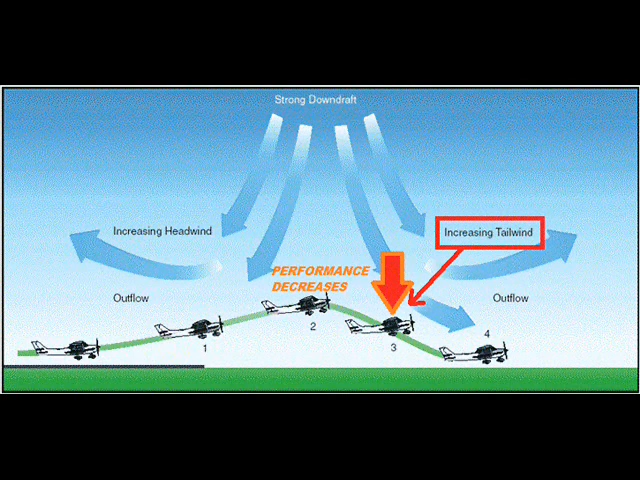 Strong Downdraft
Increasing Headwind
Increasing Tailwind
PERFORMANCE
DECREASES
Outflow
Outflow
1
2
3
4